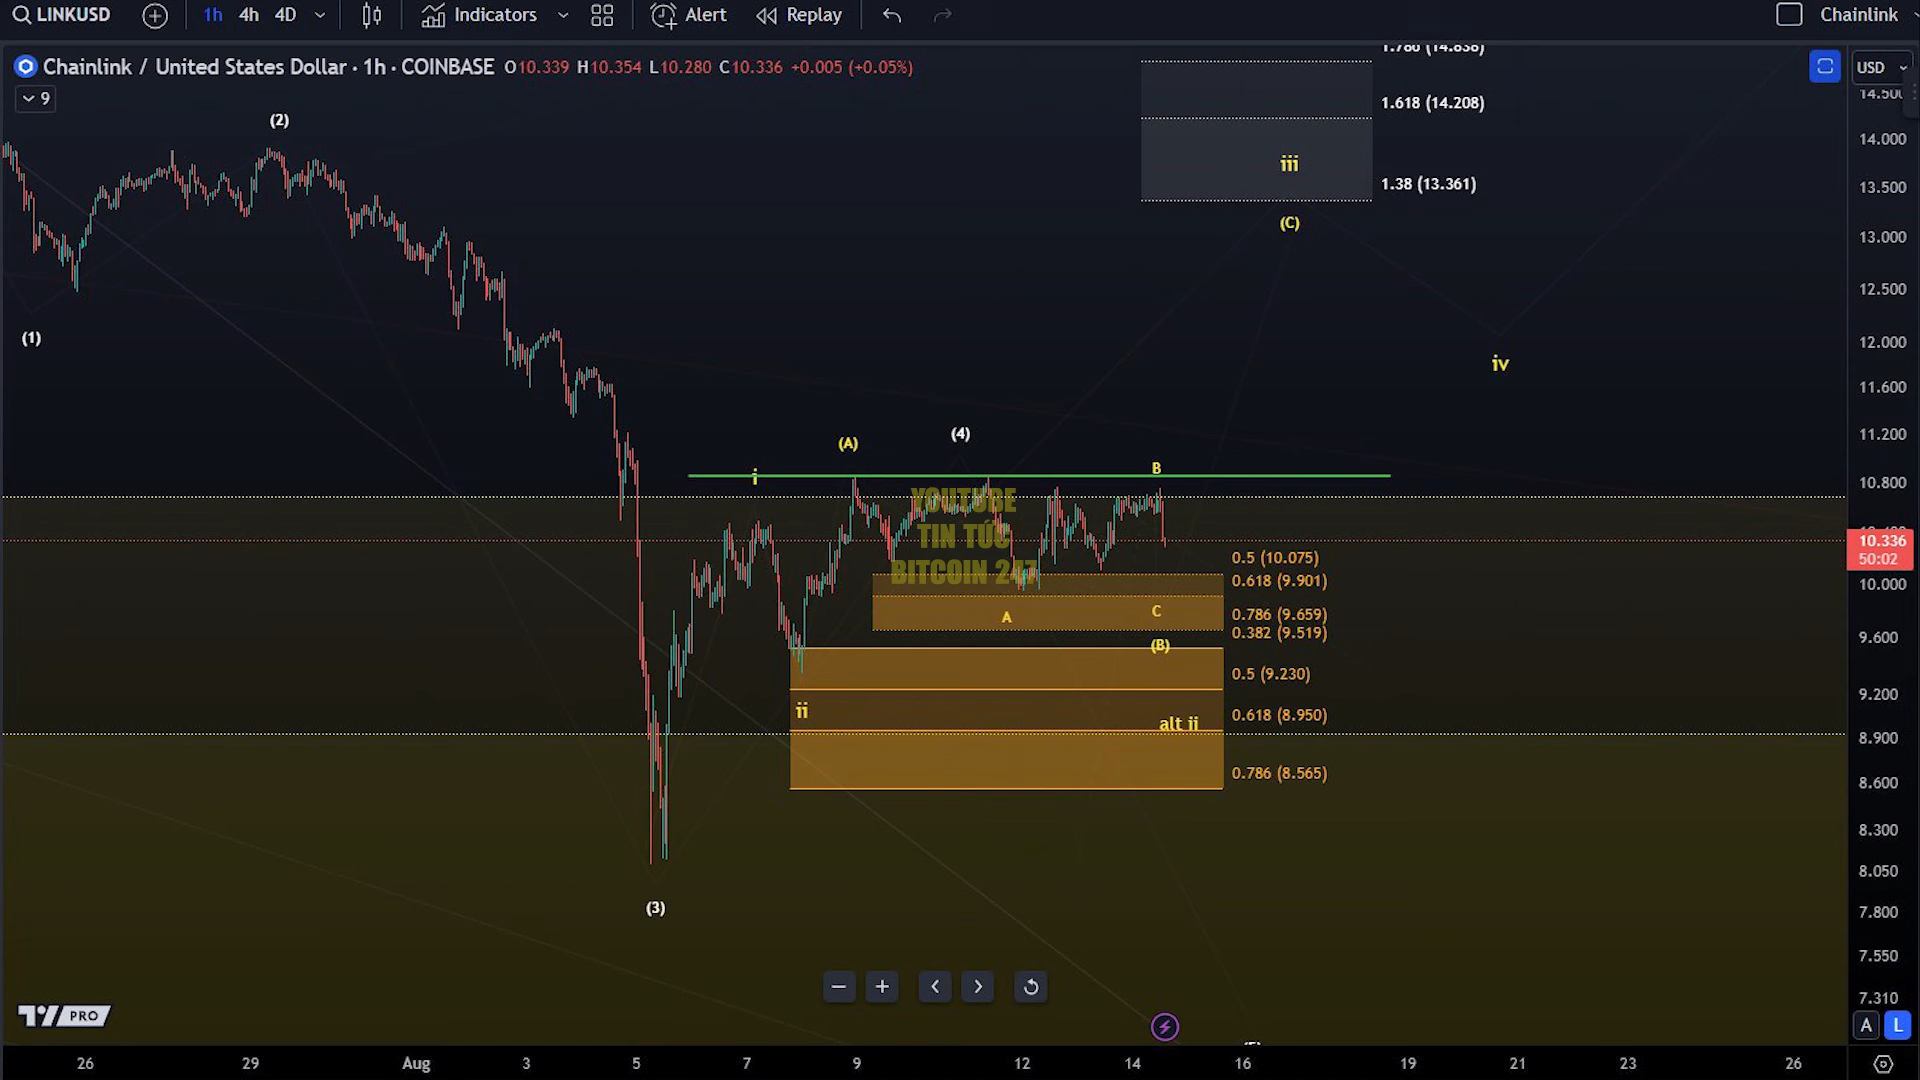 LINKUSD 1h 4h 4D Indicators Alert Replay Chainlink
Chainlink / United States Dollar · 1h · COINBASE O10.339 H10.354 L10.280 C10.336 +0.005 (+0.05%)
USD
9
1.786 (14.838)
14.500
1.618 (14.208)
(2)
14.000
iii
1.38 (13.361)
13.500
(C)
13.000
12.500
(1)
12.000
iv
11.600
(A)
(4)
11.200
i
B
10.800
YOUTUBE
TIN TỨC
BITCOIN 247
10.336
50:02
0.5 (10.075)
0.618 (9.901)
10.000
A
C
0.786 (9.659)
0.382 (9.519)
9.600
(B)
0.5 (9.230)
9.200
ii
alt ii
0.618 (8.950)
8.900
0.786 (8.565)
8.600
8.300
8.050
(3)
7.800
7.550
7.310
PRO
A L
26 29 Aug 3 5 7 9 12 14 16 19 21 23 26